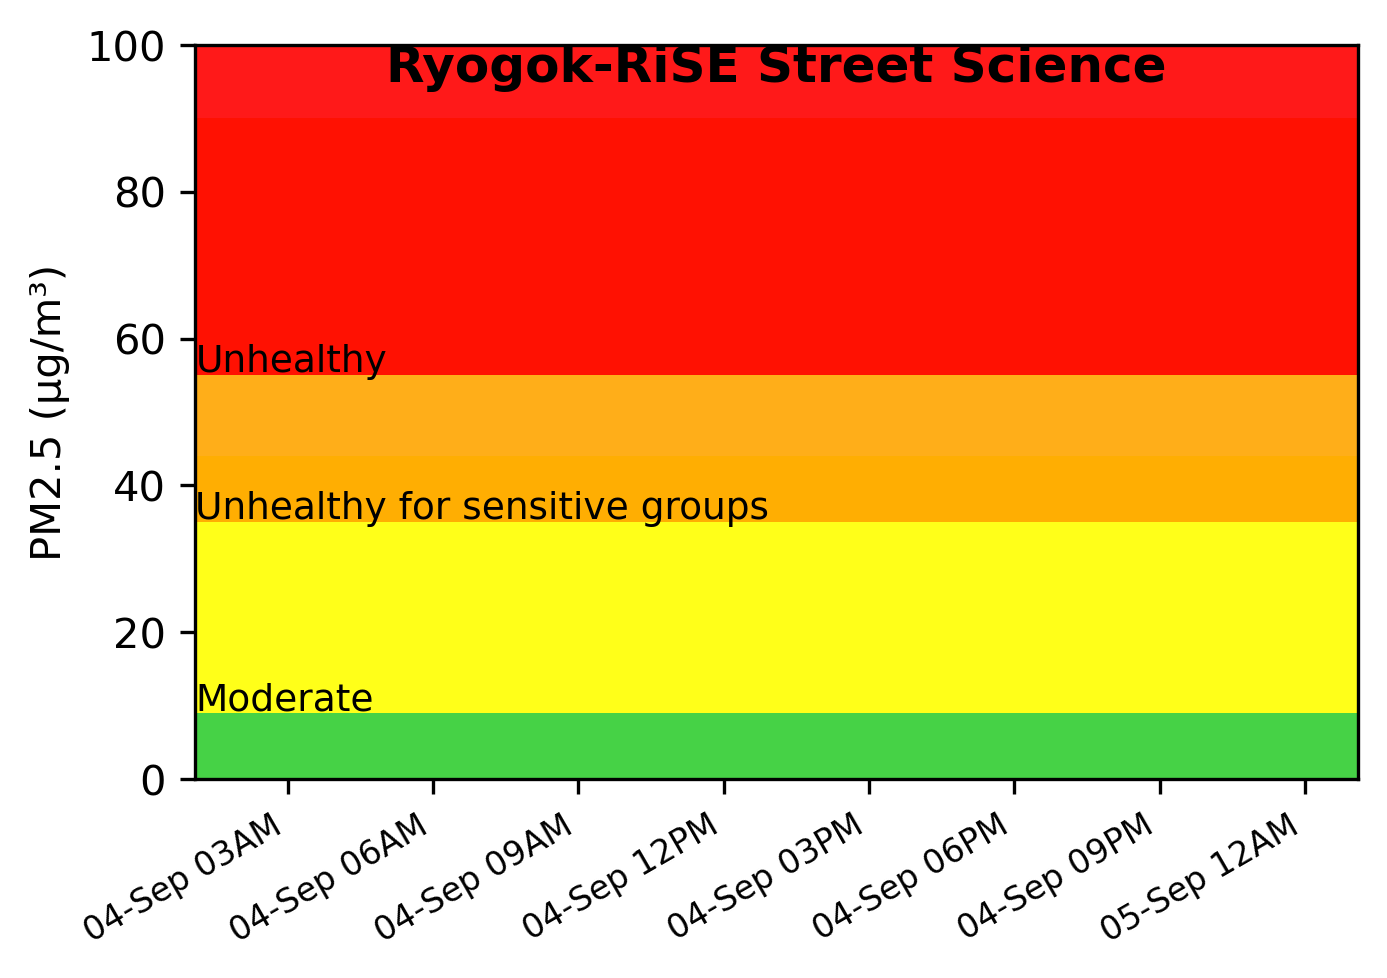 Ryogok-RiSE Street Science
PM2.5 (μg/m³)
100
80
60
40
20
0
Unhealthy
Unhealthy for sensitive groups
Moderate
04-Sep 03AM
04-Sep 06AM
04-Sep 09AM
04-Sep 12PM
04-Sep 03PM
04-Sep 06PM
04-Sep 09PM
05-Sep 12AM